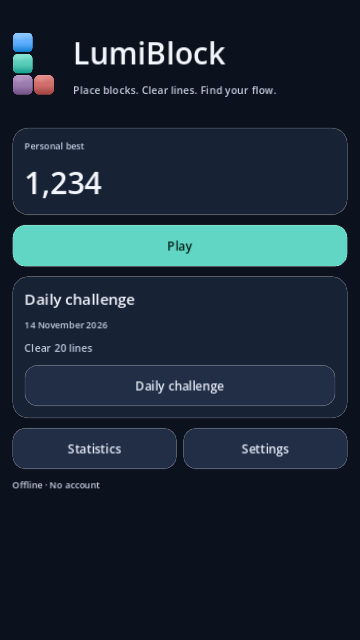 LumiBlock
Place blocks. Clear lines. Find your flow.
Personal best
1,234
Play
Daily challenge
14 November 2026
Clear 20 lines
Daily challenge
Statistics
Settings
Offline · No account